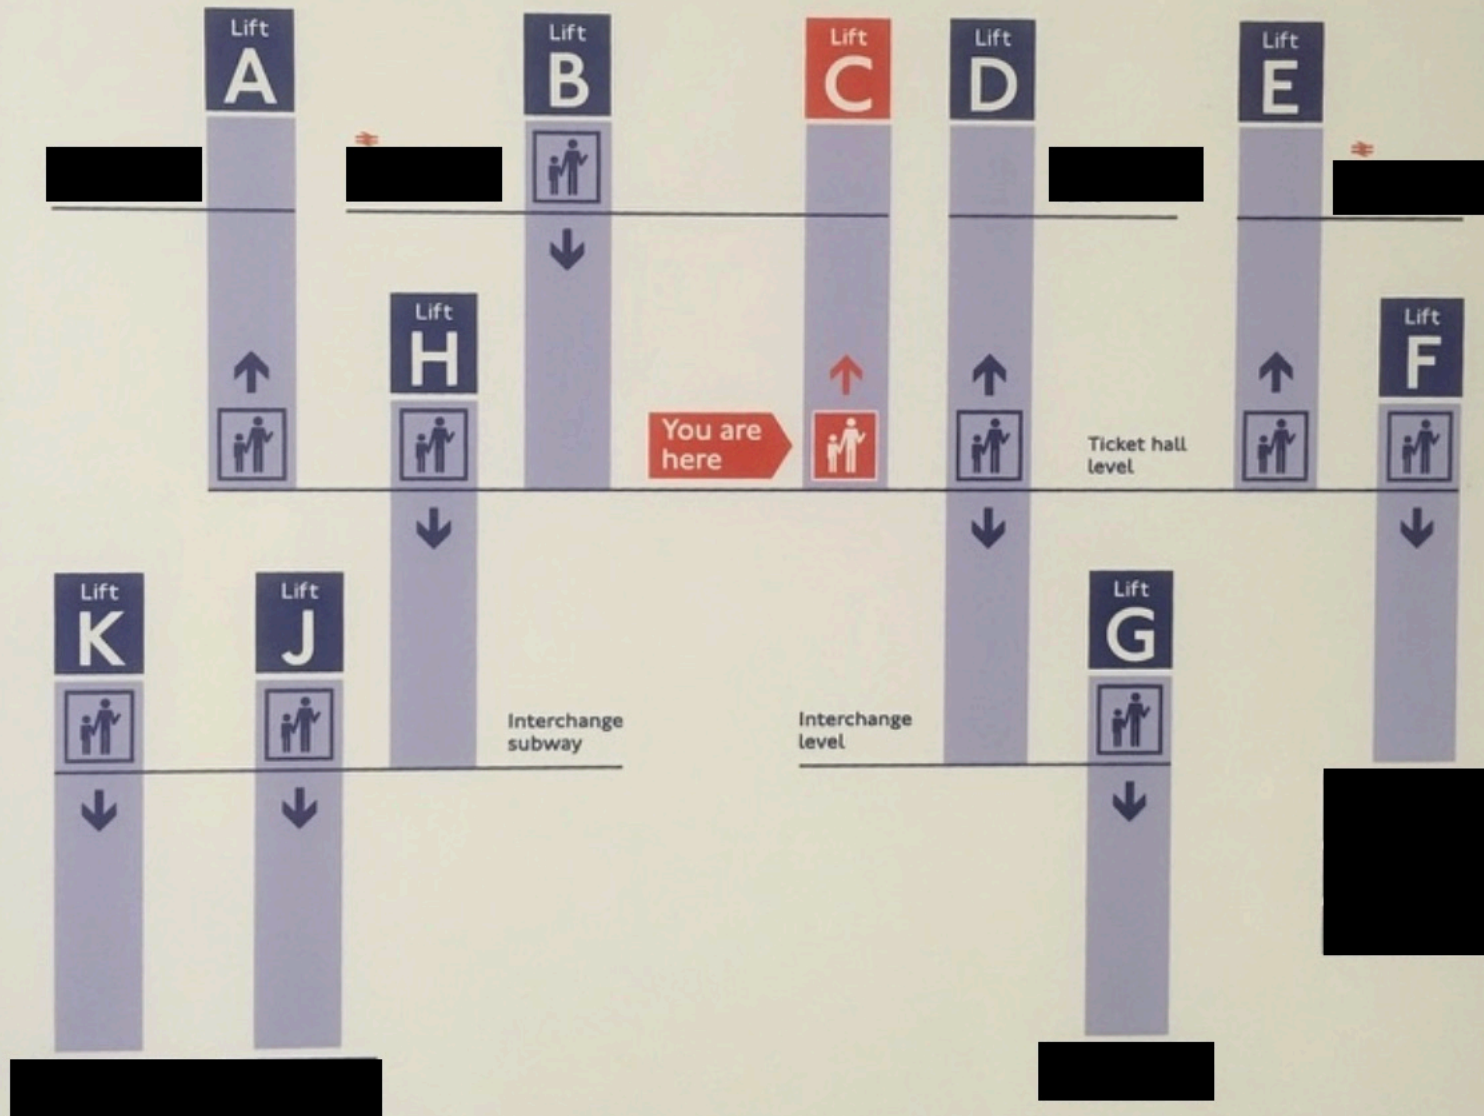 Lift
A
Lift
B
Lift
C
Lift
D
Lift
E
Lift
H
Lift
F
You are
here
Ticket hall
level
Lift
K
Lift
J
Lift
G
Interchange
subway
Interchange
level